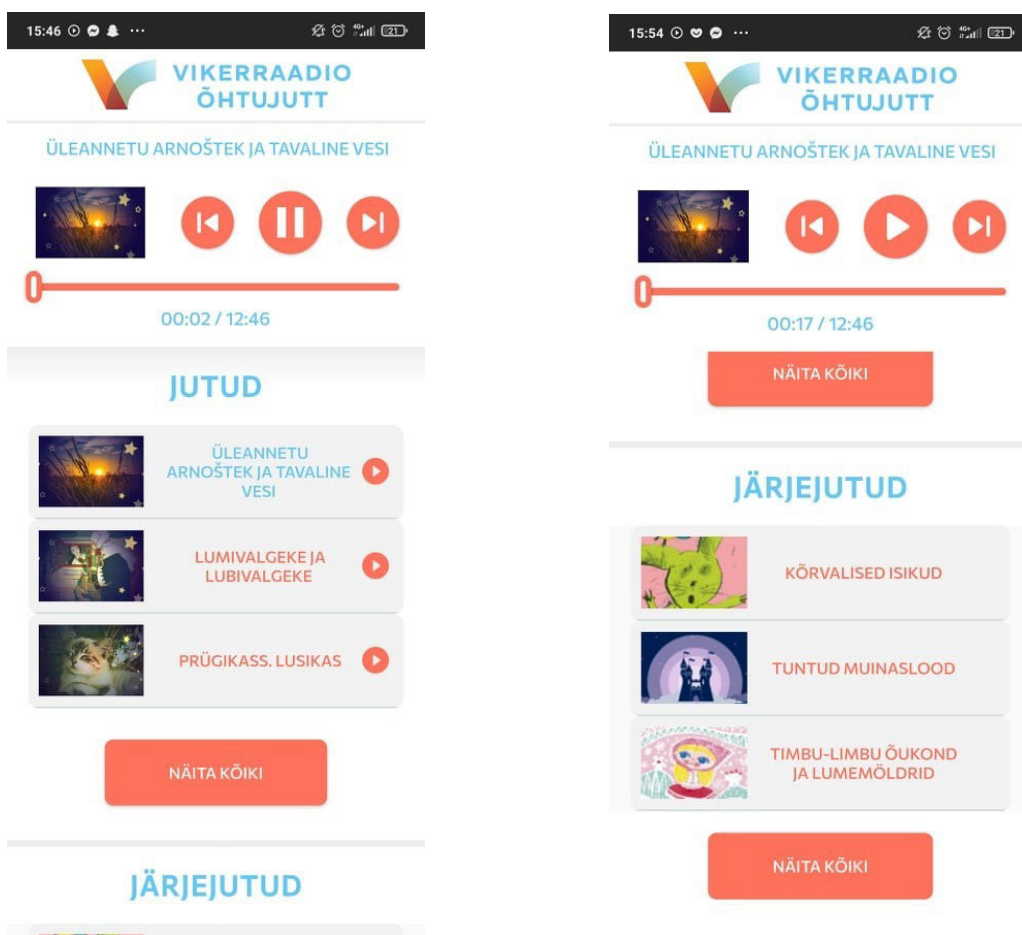 15:46
VIKERRAADIO
ÕHTUJUTT
ÜLEANNETU ARNOŠTEK JA TAVALINE VESI
00:02 / 12:46
JUTUD
ÜLEANNETU
ARNOŠTEK JA TAVALINE
VESI
LUMIVALGEKE JA
LUBIVALGEKE
PRÜGIKASS. LUSIKAS
NÄITA KÕIKI
JÄRJEJUTUD
15:54
4G+
21
VIKERRAADIO
ÕHTUJUTT
ÜLEANNETU ARNOŠTEK JA TAVALINE VESI
00:17 / 12:46
NÄITA KÕIKI
JÄRJEJUTUD
KÕRVALISED ISIKUD
TUNTUD MUINASLOOD
TIMBU-LIMBU ÕUKOND
JA LUMEMÖLDRID
NÄITA KÕIKI